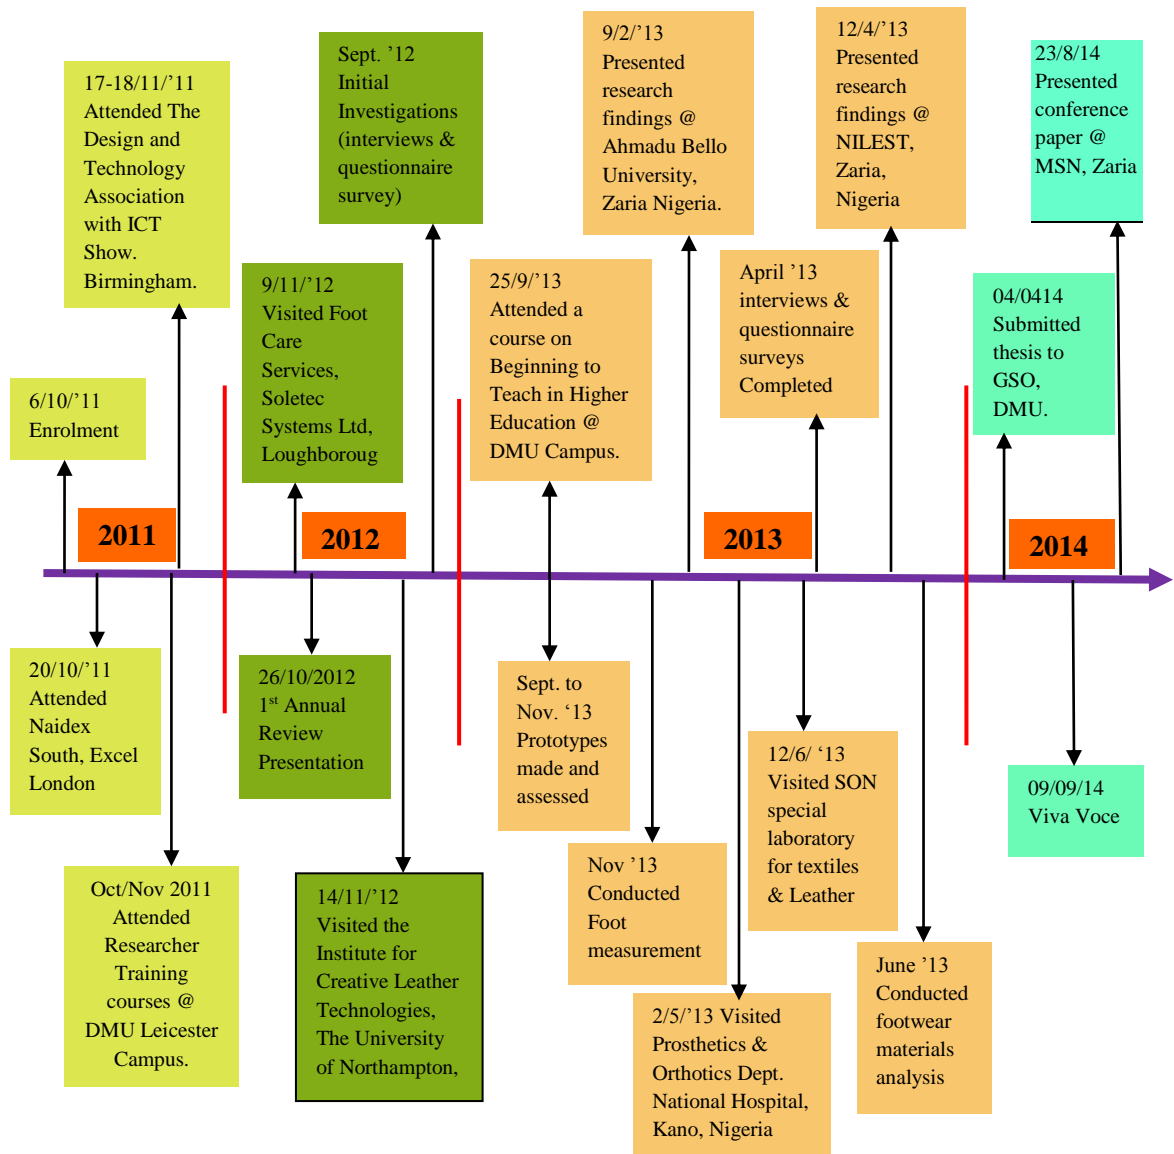 17-18/11/’11
Attended The
Design and
Technology
Association
with ICT
Show.
Birmingham.
Sept. ’12
Initial
Investigations
(interviews &
questionnaire
survey)
9/2/’13
Presented
research
findings @
Ahmadu Bello
University,
Zaria Nigeria.
12/4/’13
Presented
research
findings @
NILEST,
Zaria,
Nigeria
23/8/14
Presented
conference
paper @
MSN, Zaria
6/10/’11
Enrolment
9/11/’12
Visited Foot
Care
Services,
Soletec
Systems Ltd,
Loughboroug
25/9/’13
Attended a
course on
Beginning to
Teach in Higher
Education @
DMU Campus.
April ’13
interviews &
questionnaire
surveys
Completed
04/0414
Submitted
thesis to
GSO,
DMU.
2011
2012
2013
2014
20/10/’11
Attended
Naidex
South, Excel
London
26/10/2012
1st Annual
Review
Presentation
Sept. to
Nov. ‘13
Prototypes
made and
assessed
12/6/ ‘13
Visited SON
special
laboratory
for textiles
& Leather
09/09/14
Viva Voce
Oct/Nov 2011
Attended
Researcher
Training
courses @
DMU Leicester
Campus.
14/11/’12
Visited the
Institute for
Creative Leather
Technologies,
The University
of Northampton,
Nov ’13
Conducted
Foot
measurement
2/5/’13 Visited
Prosthetics &
Orthotics Dept.
National Hospital,
Kano, Nigeria
June ’13
Conducted
footwear
materials
analysis